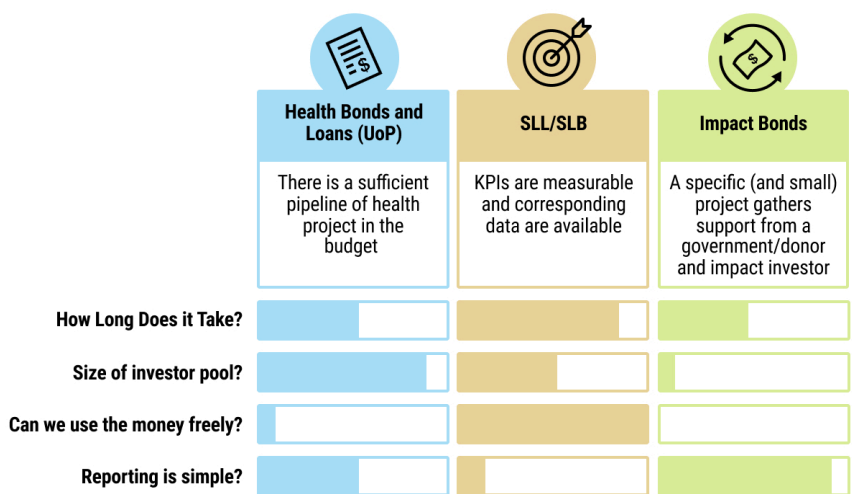 $
$
Health Bonds and
Loans (UoP)
SLL/SLB
Impact Bonds
There is a sufficient
pipeline of health
project in the
budget
KPIs are measurable
and corresponding
data are available
A specific (and small)
project gathers
support from a
government/donor
and impact investor
How Long Does it Take?
Size of investor pool?
Can we use the money freely?
Reporting is simple?